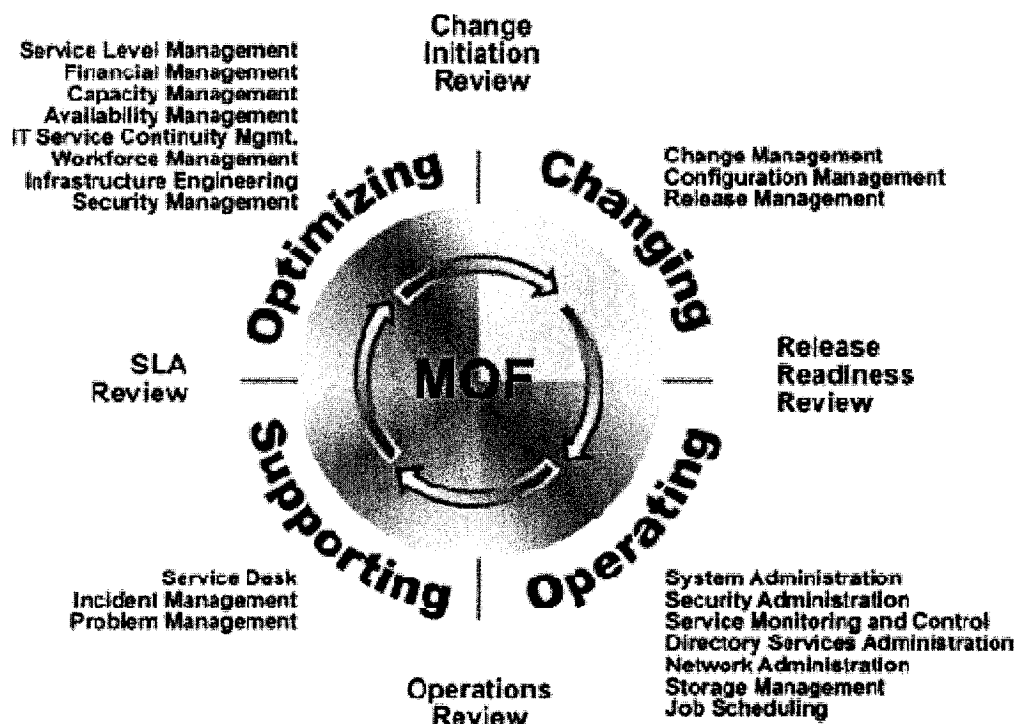 Change
Initiation
Review
Service Level Management
Financial Management
Capacity Management
Availability Management
IT Service Continuity Mgmt.
Workforce Management
Infrastructure Engineering
Security Management
Optimizing
Changing
Change Management
Configuration Management
Release Management
SLA
Review
MOF
Release
Readiness
Review
Supporting
Operating
Service Desk
Incident Management
Problem Management
System Administration
Security Administration
Service Monitoring and Control
Directory Services Administration
Network Administration
Storage Management
Job Scheduling
Operations
Review